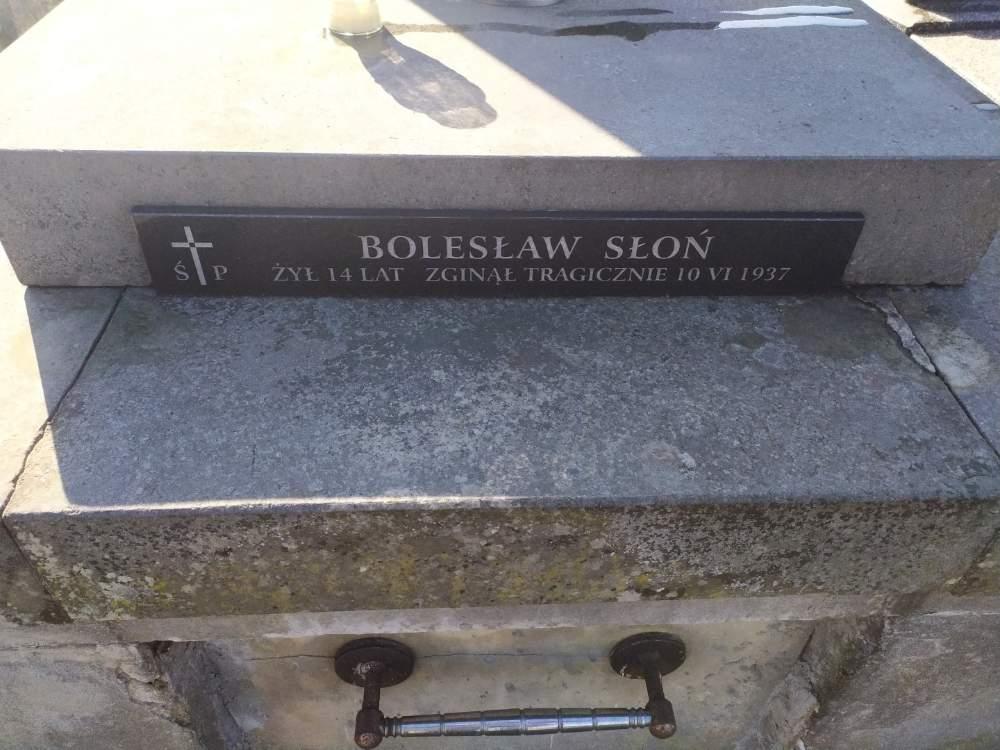 BOLESŁAW SŁOŃ
Ś P ŻYŁ 14 LAT ZGINĄŁ TRAGICZNIE 10 VI 1937